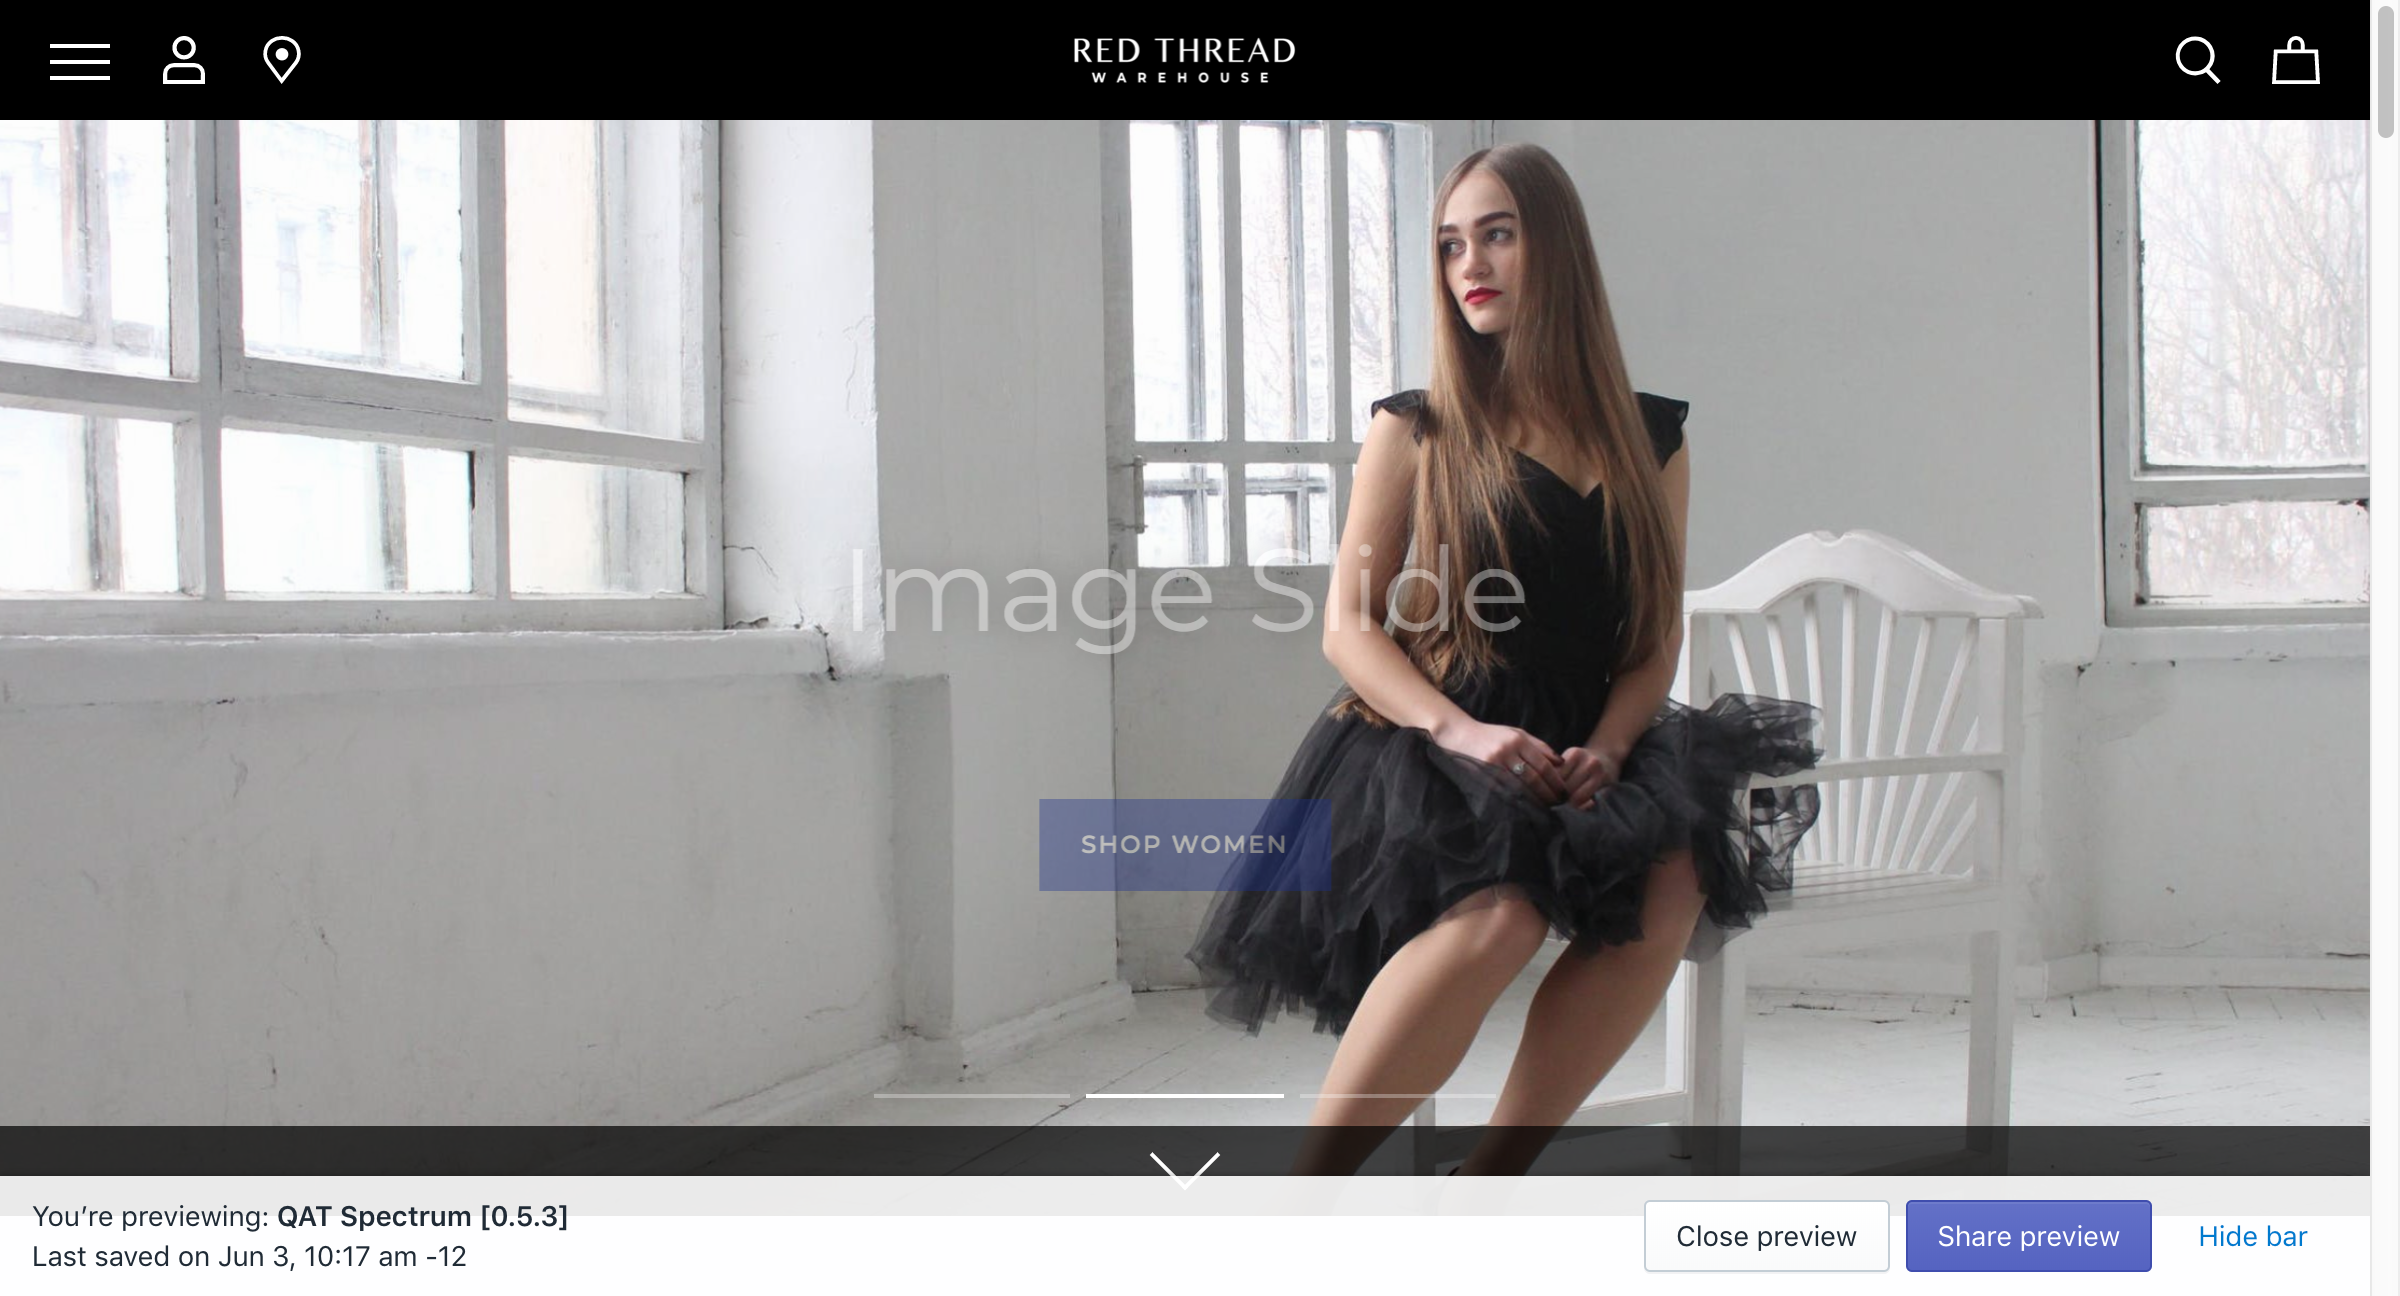 RED THREAD
WAREHOUSE
Image Slide
SHOP WOMEN
You’re previewing: QAT Spectrum [0.5.3]
Last saved on Jun 3, 10:17 am -12
Close preview
Share preview
Hide bar